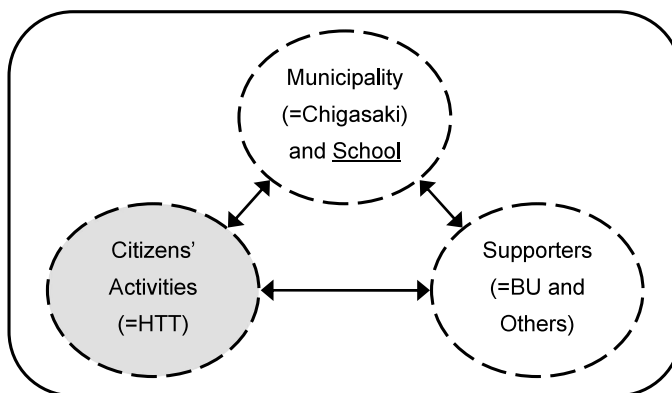 Municipality
(=Chigasaki)
and School
Citizens’
Activities
(=HTT)
Supporters
(=BU and
Others)